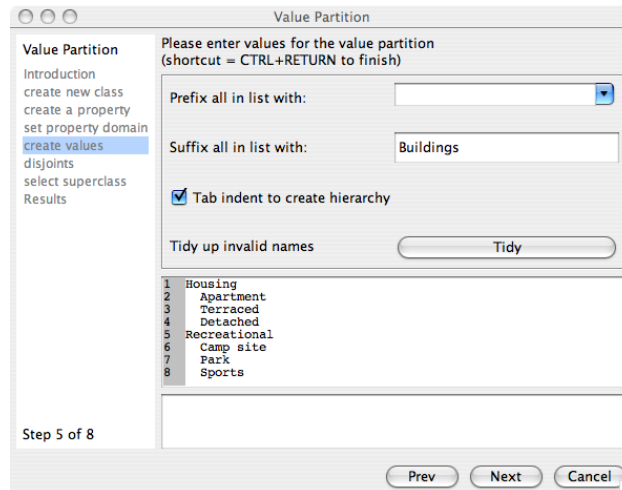 Value Partition
Value Partition
Introduction
create new class
create a property
set property domain
create values
disjoints
select superclass
Results
Step 5 of 8
Please enter values for the value partition
(shortcut = CTRL+RETURN to finish)
Prefix all in list with:
Suffix all in list with: Buildings
Tab indent to create hierarchy
Tidy up invalid names Tidy
1 Housing
2 Apartment
3 Terraced
4 Detached
5 Recreational
6 Camp site
7 Park
8 Sports
Prev Next Cancel